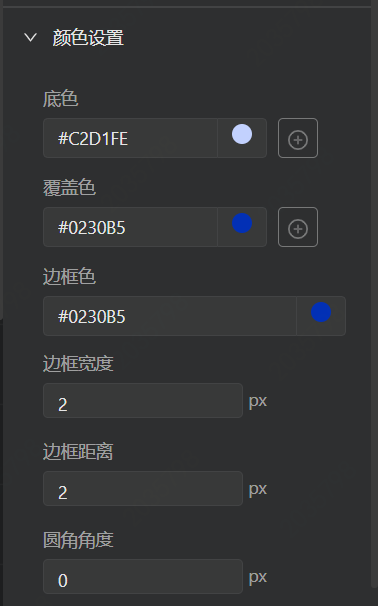 颜色设置
底色
#C2D1FE
覆盖色
#0230B5
边框色
#0230B5
边框宽度
2 px
边框距离
2 px
圆角角度
0 px